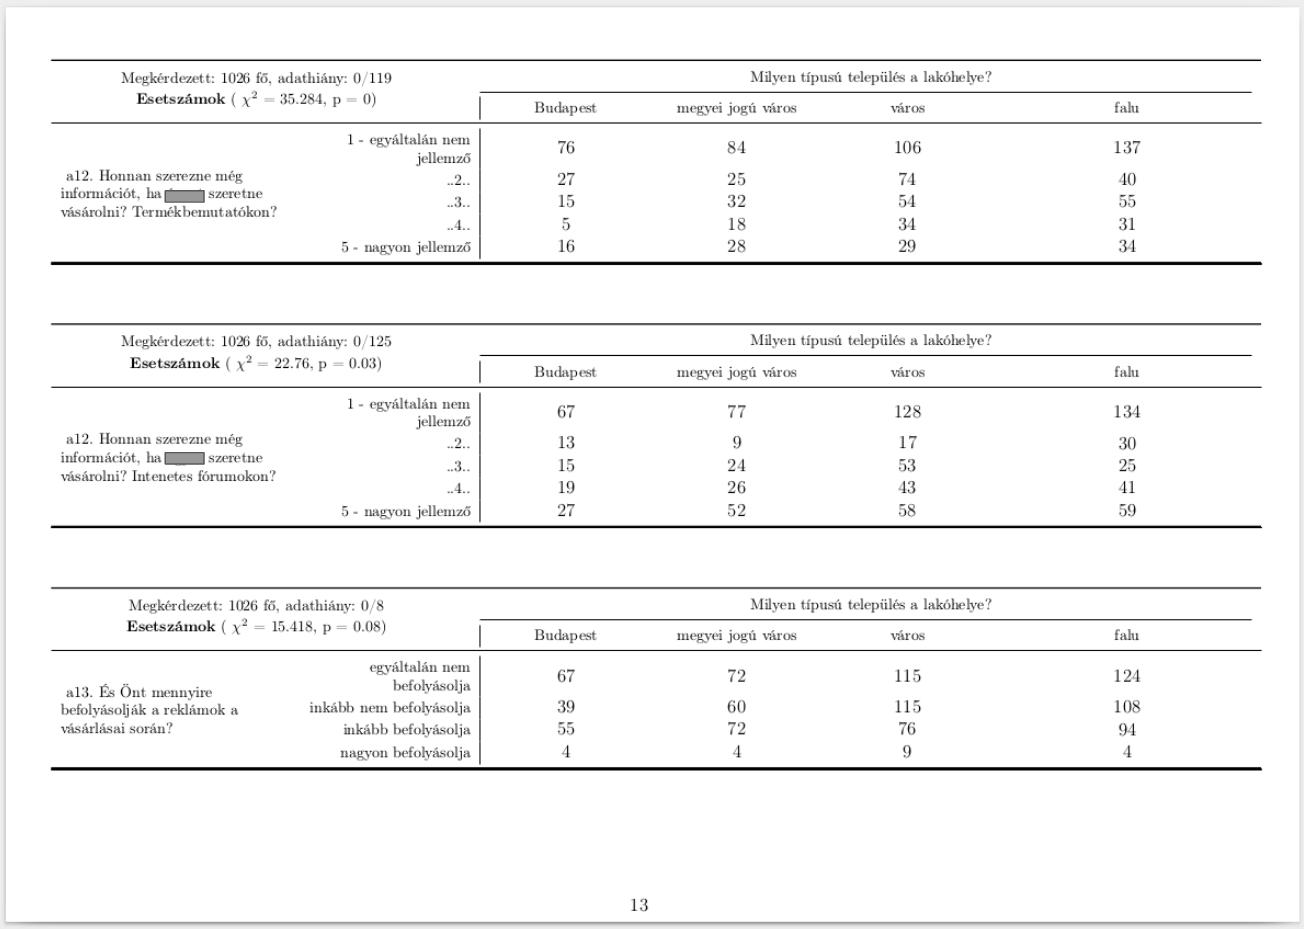 Megkérdezett: 1026 fő, adathiány: 0/119
Esetszámok ( χ² = 35.284, p = 0)
Milyen típusú település a lakóhelye?
Budapest megyei jogú város város falu
a12. Honnan szerezne még
információt, ha szeretne
vásárolni? Termékbemutatókon?
1 - egyáltalán nem
jellemző 76 84 106 137
..2.. 27 25 74 40
..3.. 15 32 54 55
..4.. 5 18 34 31
5 - nagyon jellemző 16 28 29 34
Megkérdezett: 1026 fő, adathiány: 0/125
Esetszámok ( χ² = 22.76, p = 0.03)
Milyen típusú település a lakóhelye?
Budapest megyei jogú város város falu
a12. Honnan szerezne még
információt, ha szeretne
vásárolni? Intenetes fórumokon?
1 - egyáltalán nem
jellemző 67 77 128 134
..2.. 13 9 17 30
..3.. 15 24 53 25
..4.. 19 26 43 41
5 - nagyon jellemző 27 52 58 59
Megkérdezett: 1026 fő, adathiány: 0/8
Esetszámok ( χ² = 15.418, p = 0.08)
Milyen típusú település a lakóhelye?
Budapest megyei jogú város város falu
a13. És Önt mennyire
befolyásolják a reklámok a
vásárlásai során?
egyáltalán nem
befolyásolja 67 72 115 124
inkább nem befolyásolja 39 60 115 108
inkább befolyásolja 55 72 76 94
nagyon befolyásolja 4 4 9 4
13